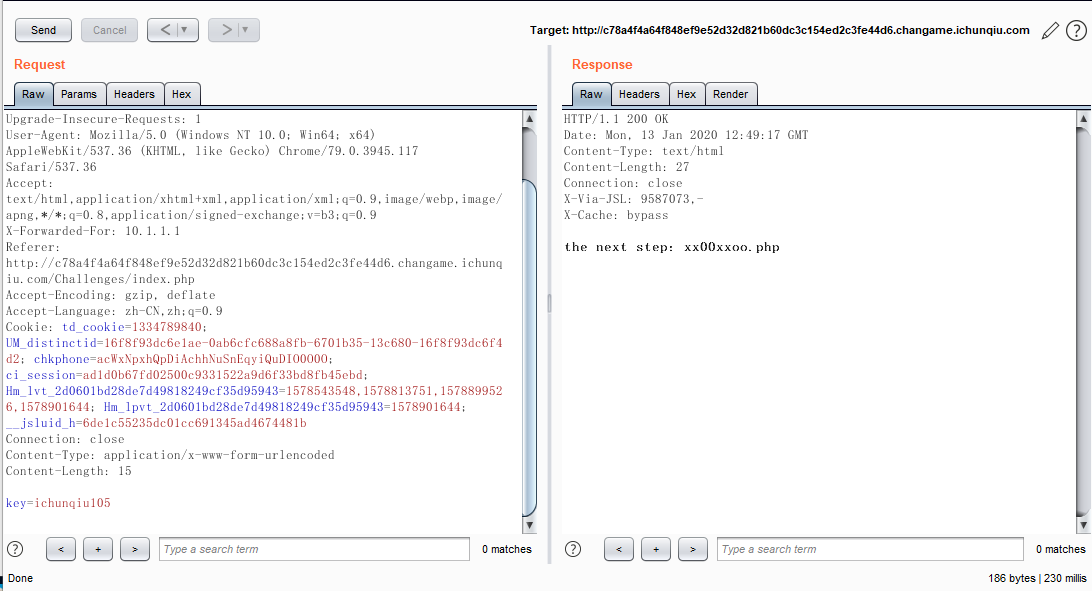 Send Cancel < > Target: http://c78a4f4a64f848ef9e52d32d821b60dc3c154ed2c3fe44d6.changame.ichunqiu.com ?
Request
Raw Params Headers Hex
Upgrade-Insecure-Requests: 1
User-Agent: Mozilla/5.0 (Windows NT 10.0; Win64; x64)
AppleWebKit/537.36 (KHTML, like Gecko) Chrome/79.0.3945.117
Safari/537.36
Accept:
text/html,application/xhtml+xml,application/xml;q=0.9,image/webp,image/
apng,*/*;q=0.8,application/signed-exchange;v=b3;q=0.9
X-Forwarded-For: 10.1.1.1
Referer:
http://c78a4f4a64f848ef9e52d32d821b60dc3c154ed2c3fe44d6.changame.ichunq
iu.com/Challenges/index.php
Accept-Encoding: gzip, deflate
Accept-Language: zh-CN,zh;q=0.9
Cookie: td_cookie=1334789840;
UM_distinctid=16f8f93dc6e1ae-0ab6cfc688a8fb-6701b35-13c680-16f8f93dc6f4
d2; chkphone=acWxNpxhQpDiAchhNuSnEqyiQuDIO0O0O;
ci_session=ad1d0b67fd02500c9331522a9d6f33bd8fb45ebd;
Hm_lvt_2d0601bd28de7d49818249cf35d95943=1578543548,1578813751,157889952
6,1578901644; Hm_lpvt_2d0601bd28de7d49818249cf35d95943=1578901644;
__jsluid_h=6de1c55235dc01cc691345ad4674481b
Connection: close
Content-Type: application/x-www-form-urlencoded
Content-Length: 15
key=ichunqiu105
? < + > Type a search term 0 matches
Response
Raw Headers Hex Render
HTTP/1.1 200 OK
Date: Mon, 13 Jan 2020 12:49:17 GMT
Content-Type: text/html
Content-Length: 27
Connection: close
X-Via-JSL: 9587073,-
X-Cache: bypass
the next step: xx00xxoo.php
? < + > Type a search term 0 matches
Done 186 bytes | 230 millis